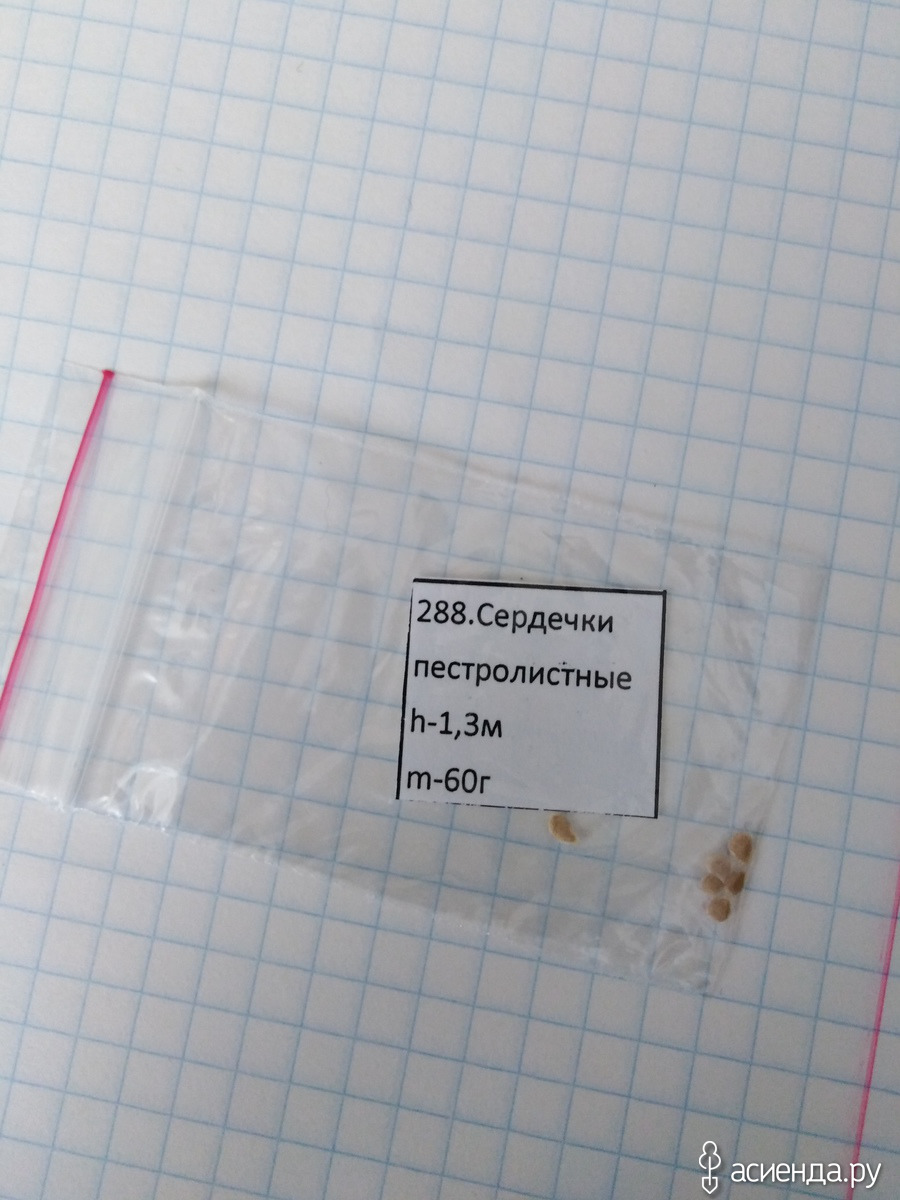 288.Сердечки
пестролистные
h-1,3м
m-60г
асиенда.ру